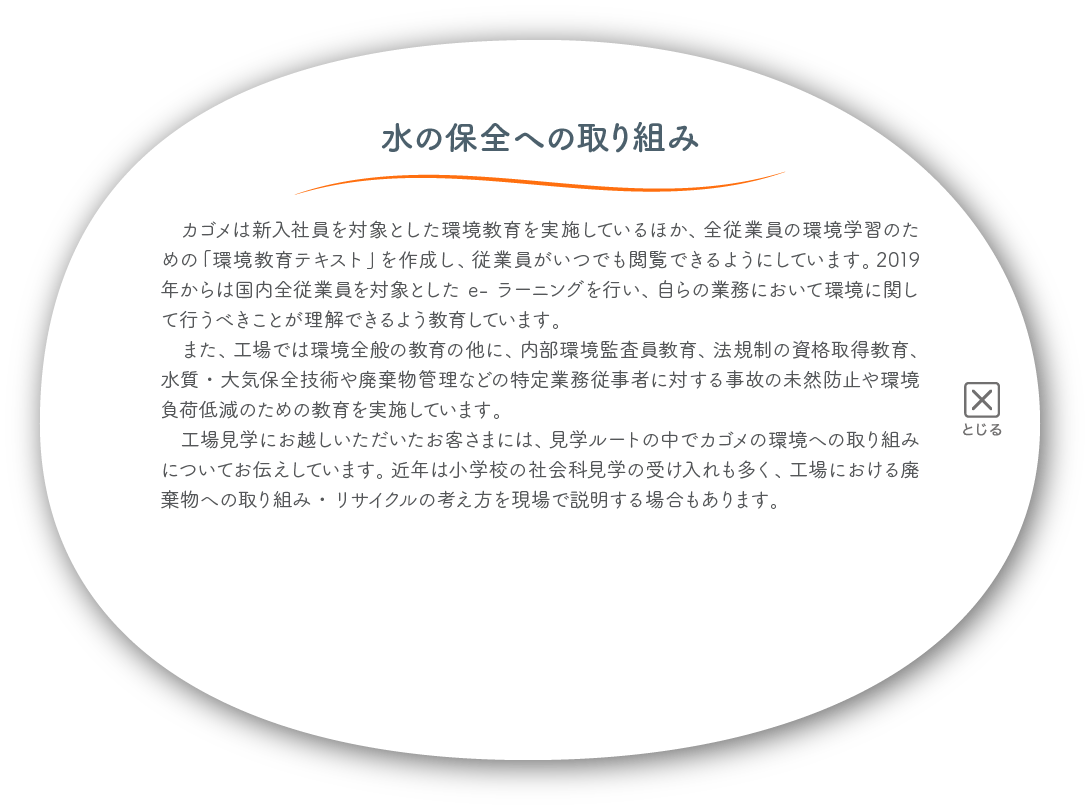 水の保全への取り組み
カゴメは新入社員を対象とした環境教育を実施しているほか、全従業員の環境学習のた
めの「環境教育テキスト」を作成し、従業員がいつでも閲覧できるようにしています。2019
年からは国内全従業員を対象とした e- ラーニングを行い、自らの業務において環境に関し
て行うべきことが理解できるよう教育しています。
また、工場では環境全般の教育の他に、内部環境監査員教育、法規制の資格取得教育、
水質・大気保全技術や廃棄物管理などの特定業務従事者に対する事故の未然防止や環境
負荷低減のための教育を実施しています。
工場見学にお越しいただいたお客さまには、見学ルートの中でカゴメの環境への取り組み
についてお伝えしています。近年は小学校の社会科見学の受け入れも多く、工場における廃
棄物への取り組み・リサイクルの考え方を現場で説明する場合もあります。
とじる